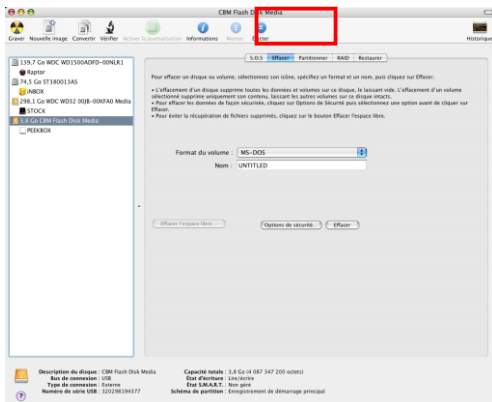 CBM Flash Disk Media
Graver Nouvelle image Convertir Vérifier Activer la journalisation Informations Monter Éjecter Historique
S.O.S Effacer Partitionner RAID Restaurer
139,7 Go WDC WD1500ADFD-00NLR1
Raptor
74,5 Go ST380013AS
INBOX
298,1 Go WDC WD32 00JB-00KFA0 Media
STOCK
3,8 Go CBM Flash Disk Media
PEEKBOX
Pour effacer un disque ou volume, sélectionnez son icône, spécifiez un format et un nom, puis cliquez sur Effacer.
• L'effacement d'un disque supprime toutes les données et volumes sur ce disque, le laissant vide. L'effacement d'un volume
sélectionné supprime uniquement son contenu, laissant les autres volumes sur ce disque intacts.
• Pour effacer les données de façon sécurisée, cliquez sur Options de Sécurité puis sélectionnez une option avant de cliquer sur
Effacer.
• Pour éviter la récupération de fichiers supprimés, cliquez sur le bouton Effacer l'espace libre.
Format du volume : MS-DOS
Nom : UNTITLED
Effacer l'espace libre... Options de sécurité... Effacer...
Description du disque : CBM Flash Disk Media Capacité totale : 3,8 Go (4 087 347 200 octets)
Bus de connexion : USB État d'écriture : Lire/écrire
Type de connexion : Externe État S.M.A.R.T. : Non géré
Numéro de série USB : 320298194377 Schéma de partition : Enregistrement de démarrage principal
?